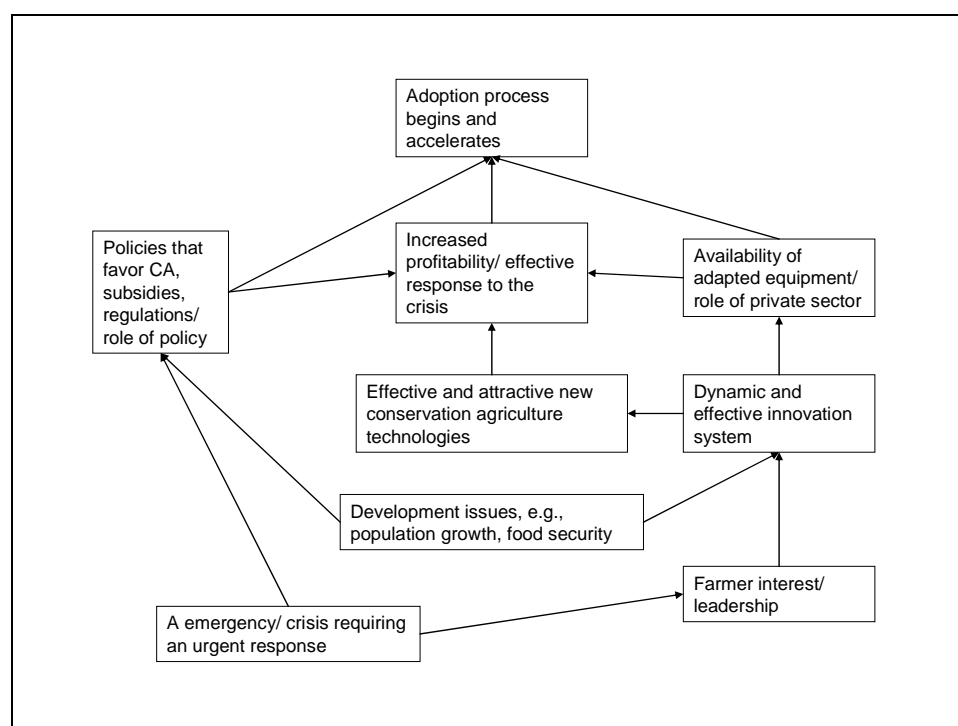 Adoption process
begins and
accelerates
Policies that
favor CA,
subsidies,
regulations/
role of policy
Increased
profitability/ effective
response to the
crisis
Availability of
adapted equipment/
role of private sector
Effective and attractive new
conservation agriculture
technologies
Dynamic and
effective innovation
system
Development issues, e.g.,
population growth, food security
Farmer interest/
leadership
A emergency/ crisis requiring
an urgent response